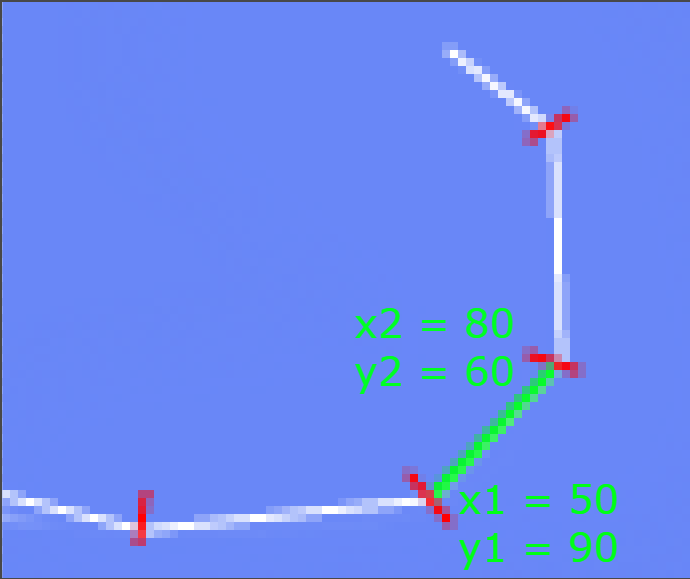 x2 = 80
y2 = 60
x1 = 50
y1 = 90